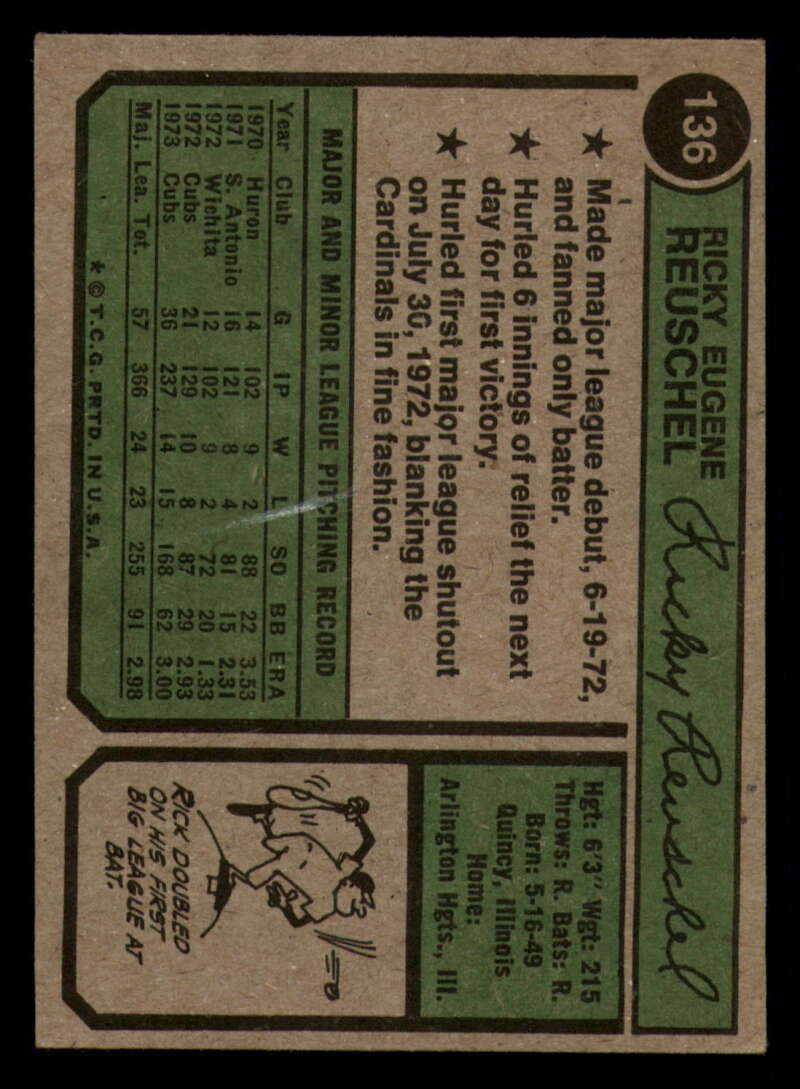 136
RICKY EUGENE
REUSCHEL
Ricky Reuschel
★ Made major league debut, 6-19-72,
and fanned only batter.
★ Hurled 6 innings of relief the next
day for first victory.
★ Hurled first major league shutout
on July 30, 1972, blanking the
Cardinals in fine fashion.
MAJOR AND MINOR LEAGUE PITCHING RECORD
Year Club G IP W L SO BB ERA
1970 Huron 14 102 9 2 88 22 3.53
1971 S. Antonio 16 121 8 4 81 15 2.31
1972 Wichita 12 102 9 2 72 20 1.33
1972 Cubs 21 129 10 8 87 29 2.93
1973 Cubs 36 237 14 15 168 62 3.00
Maj. Lea. Tot. 57 366 24 23 255 91 2.98
* © T.C.G. PRTD. IN U.S.A.
Hgt: 6'3" Wgt: 215
Throws: R. Bats: R.
Born: 5-16-49
Quincy, Illinois
Home:
Arlington Hgts., Ill.
RICK DOUBLED
ON HIS FIRST
BIG LEAGUE AT
BAT.